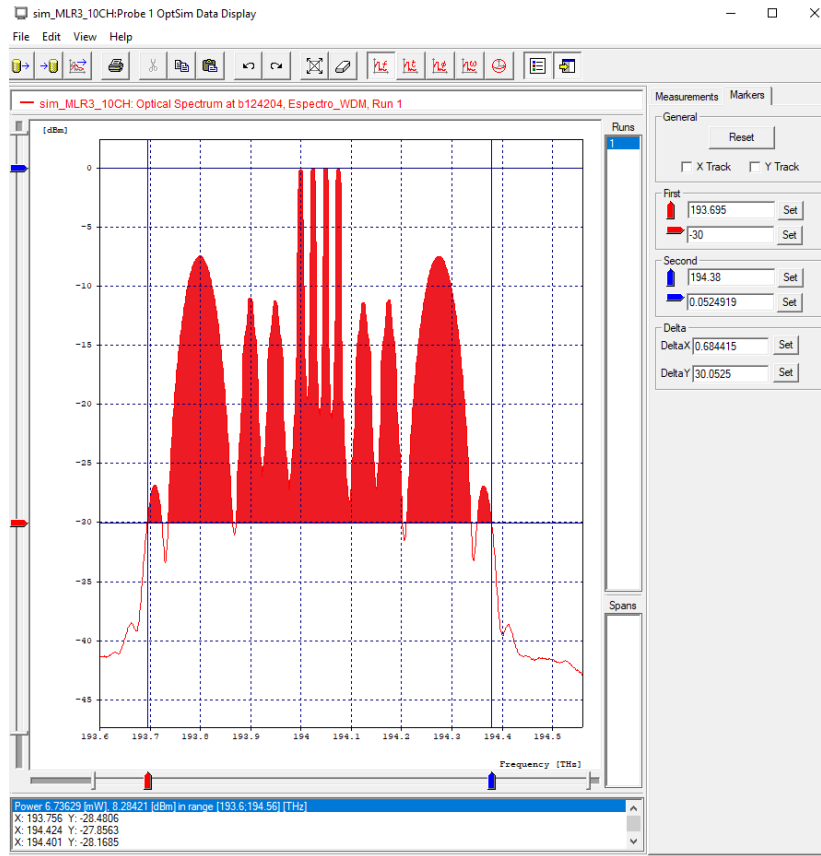 sim_MLR3_10CH:Probe 1 OptSim Data Display
File Edit View Help
sim_MLR3_10CH: Optical Spectrum at b124204, Espectro_WDM, Run 1
[dBm]
0
-5
-10
-15
-20
-25
-30
-35
-40
-45
193.6 193.7 193.8 193.9 194 194.1 194.2 194.3 194.4 194.5
Frequency [THz]
Runs
1
Spans
Measurements Markers
General
Reset
X Track Y Track
First
193.695 Set
-30 Set
Second
194.38 Set
0.0524919 Set
Delta
DeltaX 0.684415 Set
DeltaY 30.0525 Set
Power 6.73629 [mW], 8.28421 [dBm] in range [193.6;194.56] [THz]
X: 193.756 Y: -28.4806
X: 194.424 Y: -27.8563
X: 194.401 Y: -28.1685